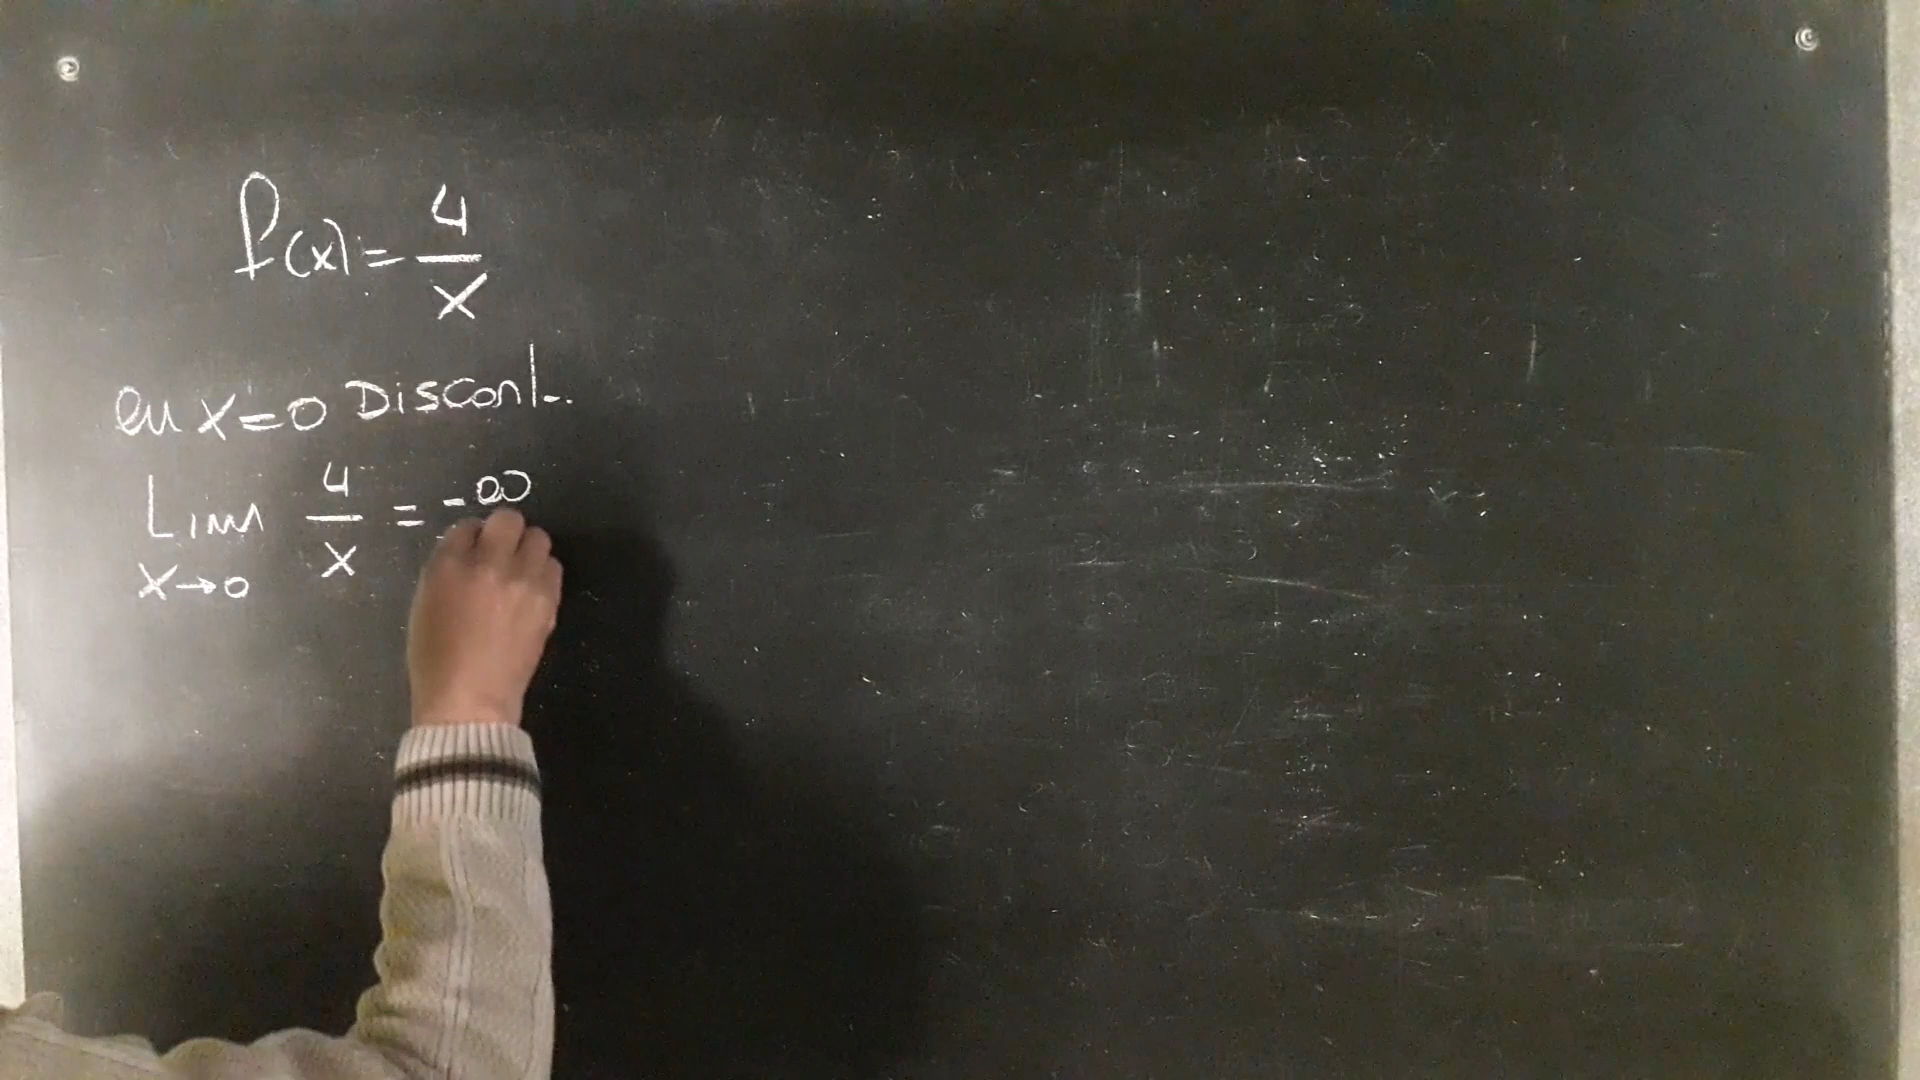 f(x) = 4/x
en x=0 Discont.
Lim x→0 4/x = -∞